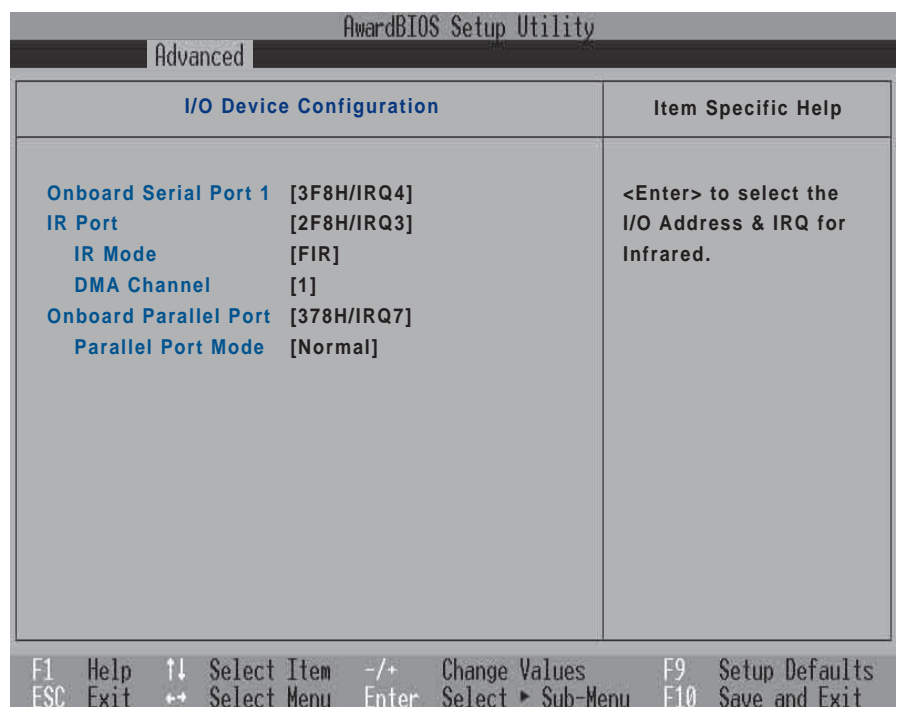 AwardBIOS Setup Utility
Advanced
I/O Device Configuration
Item Specific Help
Onboard Serial Port 1 [3F8H/IRQ4]
IR Port [2F8H/IRQ3]
IR Mode [FIR]
DMA Channel [1]
Onboard Parallel Port [378H/IRQ7]
Parallel Port Mode [Normal]
<Enter> to select the
I/O Address & IRQ for
Infrared.
F1 Help ↑↓ Select Item -/+ Change Values F9 Setup Defaults
ESC Exit ←→ Select Menu Enter Select ► Sub-Menu F10 Save and Exit